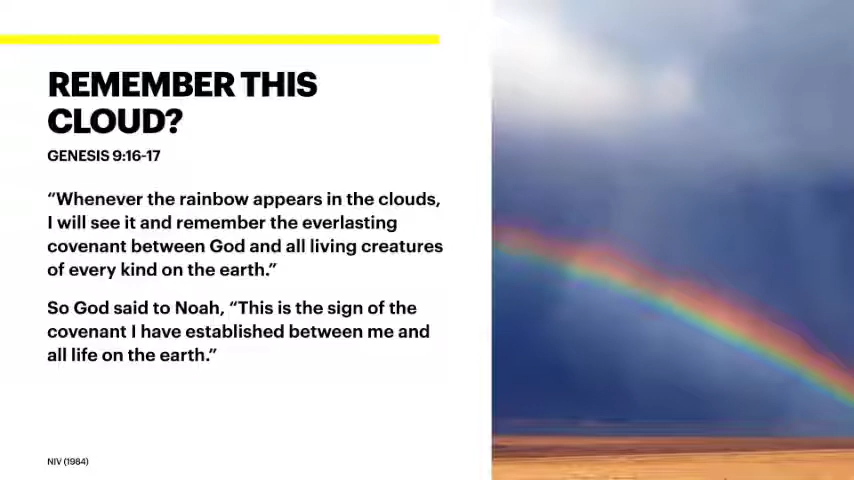 REMEMBER THIS
CLOUD?
GENESIS 9:16-17
“Whenever the rainbow appears in the clouds,
I will see it and remember the everlasting
covenant between God and all living creatures
of every kind on the earth.”
So God said to Noah, “This is the sign of the
covenant I have established between me and
all life on the earth.”
NIV (1984)